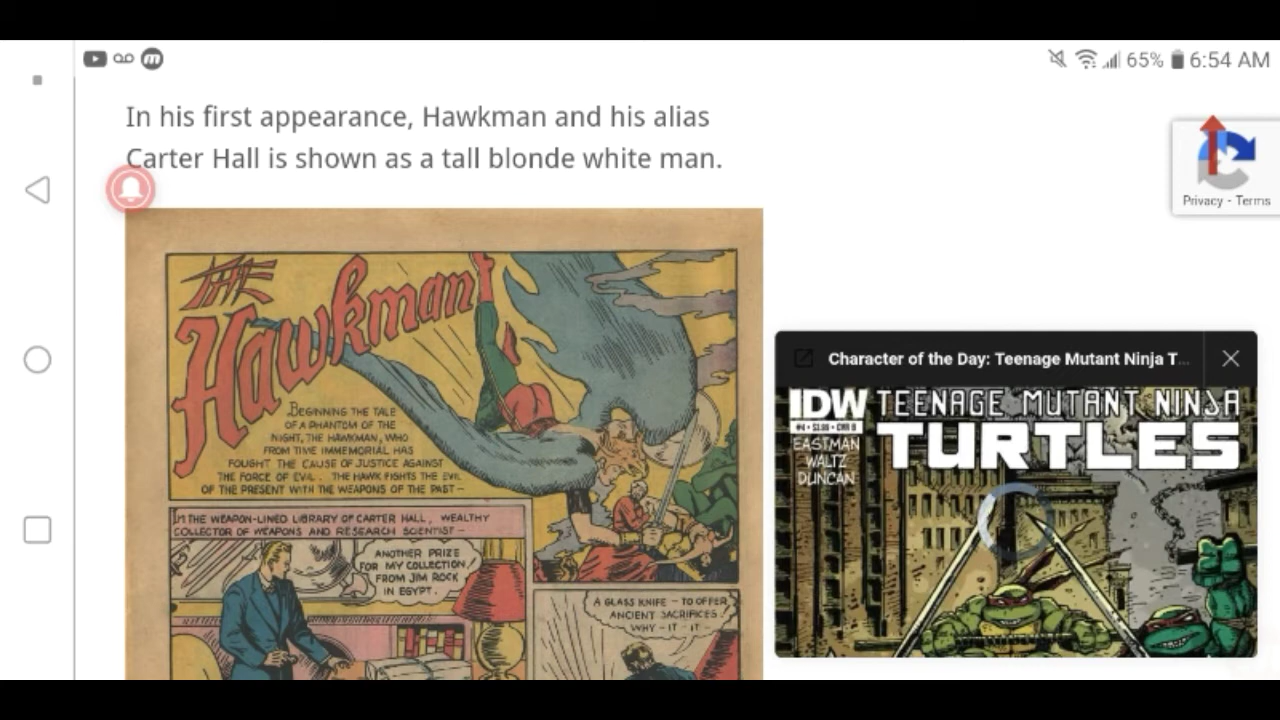 65% 6:54 AM
In his first appearance, Hawkman and his alias
Carter Hall is shown as a tall blonde white man.
Privacy - Terms
THE
Hawkman
BEGINNING THE TALE
OF A PHANTOM OF THE
NIGHT, THE HAWKMAN, WHO
FROM TIME IMMEMORIAL HAS
FOUGHT THE CAUSE OF JUSTICE AGAINST
THE FORCE OF EVIL. THE HAWK FIGHTS THE EVIL
OF THE PRESENT WITH THE WEAPONS OF THE PAST—
IN THE WEAPON-LINED LIBRARY OF CARTER HALL, WEALTHY
COLLECTOR OF WEAPONS AND RESEARCH SCIENTIST—
ANOTHER PRIZE
FOR MY COLLECTION,
FROM JIM ROCK
IN EGYPT.
A GLASS KNIFE - TO OFFER
ANCIENT SACRIFICES.
WHY - IT - IT -
Character of the Day: Teenage Mutant Ninja T...
IDW
TEENAGE MUTANT NINJA
TURTLES
#4 • $3.99 • CVR B
EASTMAN
WALTZ
DUNCAN